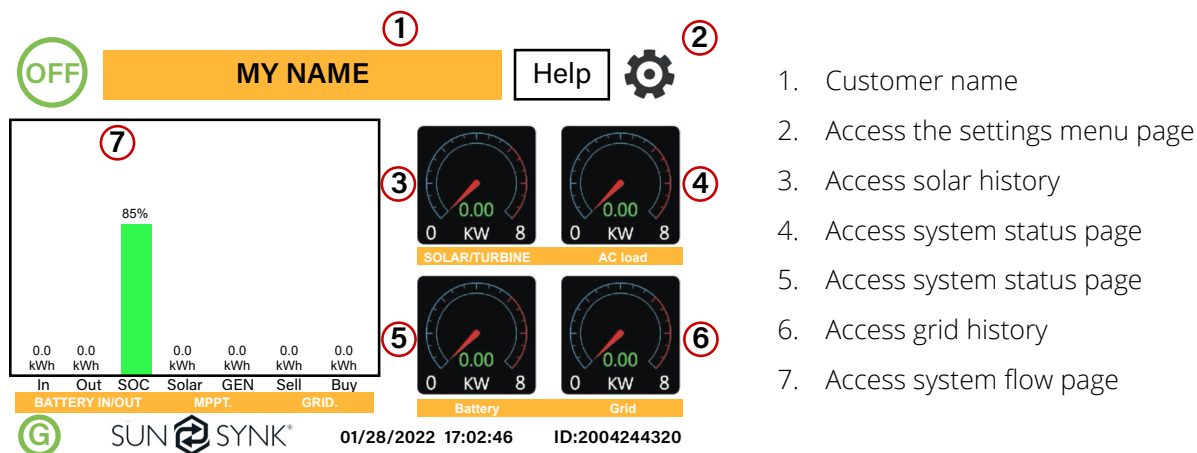 1
2
OFF
MY NAME
Help
7
85%
0.0 0.0 0.0 0.0 0.0 0.0
kWh kWh kWh kWh kWh kWh
In Out SOC Solar GEN Sell Buy
BATTERY IN/OUT MPPT. GRID.
3
0.00
0 KW 8
SOLAR/TURBINE
4
0.00
0 KW 8
AC load
5
0.00
0 KW 8
Battery
6
0.00
0 KW 8
Grid
G
SUN SYNK®
01/28/2022 17:02:46 ID:2004244320
1. Customer name
2. Access the settings menu page
3. Access solar history
4. Access system status page
5. Access system status page
6. Access grid history
7. Access system flow page